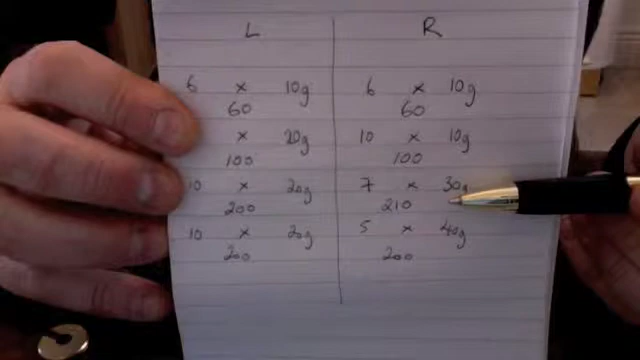 L R
6 x 10g 6 x 10g
60 60
x 20g 10 x 10g
100 100
10 x 20g 7 x 30g
200 210
10 x 20g 5 x 40g
200 200